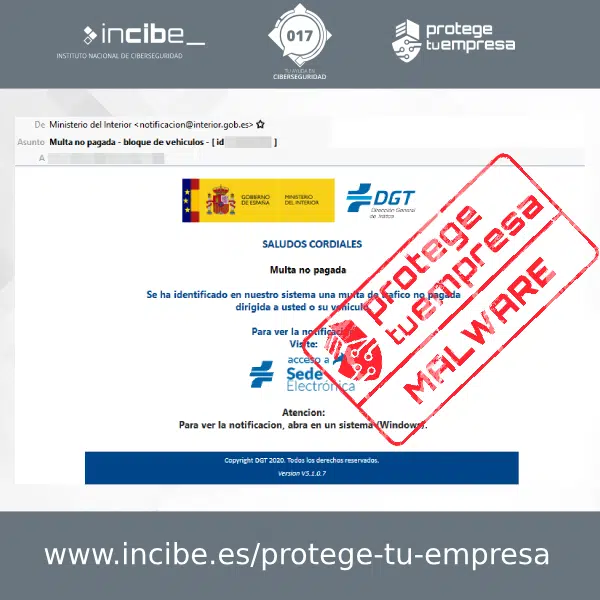 incibe_
INSTITUTO NACIONAL DE CIBERSEGURIDAD
017
TU AYUDA EN
CIBERSEGURIDAD
protege
tuempresa
De Ministerio del Interior <notificacion@interior.gob.es>
Asunto Multa no pagada - bloque de vehiculos - [ id ]
A
GOBIERNO
DE ESPAÑA
MINISTERIO
DEL INTERIOR
DGT
Dirección General
de Tráfico
SALUDOS CORDIALES
Multa no pagada
Se ha identificado en nuestro sistema una multa de trafico no pagada
dirigida a usted o su vehiculo
Para ver la notificacion
Visite:
acceso a
Sede
Electrónica
Atencion:
Para ver la notificacion, abra en un sistema (Windows).
protege
tuempresa
MALWARE
Copyright DGT 2020. Todos los derechos reservados.
Version V5.1.0.7
www.incibe.es/protege-tu-empresa